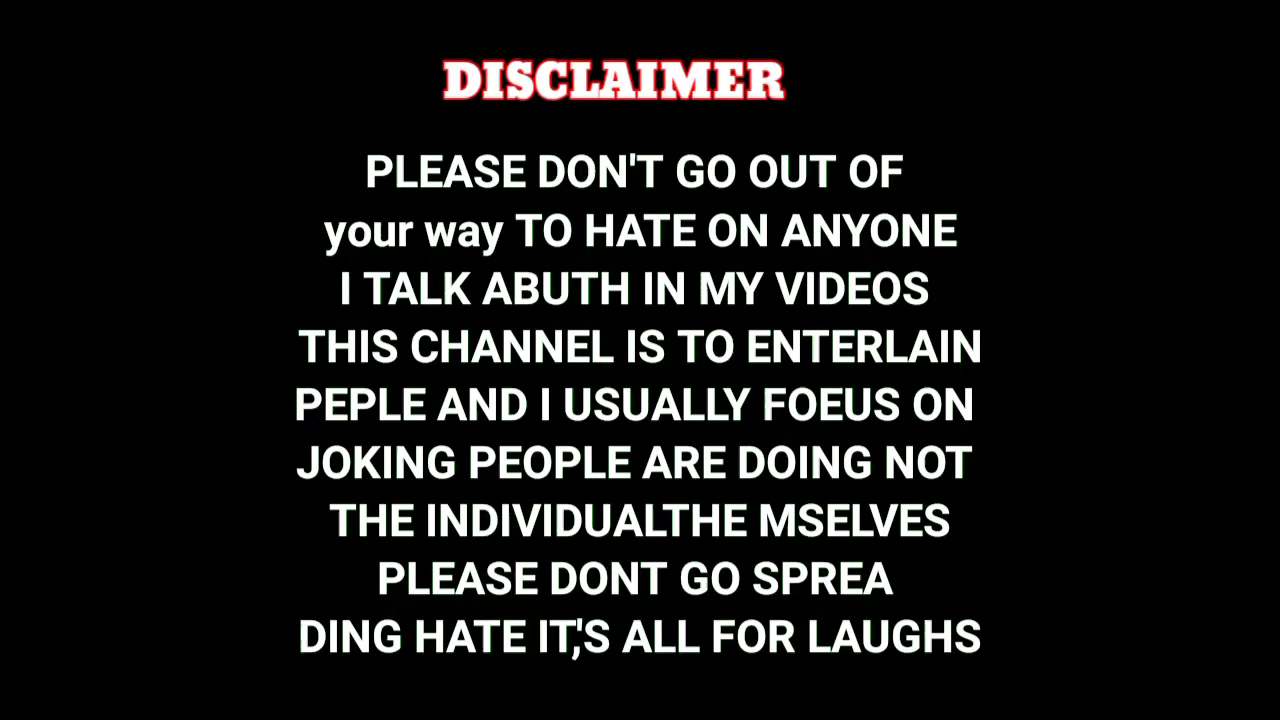 DISCLAIMER
PLEASE DON'T GO OUT OF
your way TO HATE ON ANYONE
I TALK ABUTH IN MY VIDEOS
THIS CHANNEL IS TO ENTERLAIN
PEPLE AND I USUALLY FOEUS ON
JOKING PEOPLE ARE DOING NOT
THE INDIVIDUALTHE MSELVES
PLEASE DONT GO SPREA
DING HATE IT,'S ALL FOR LAUGHS